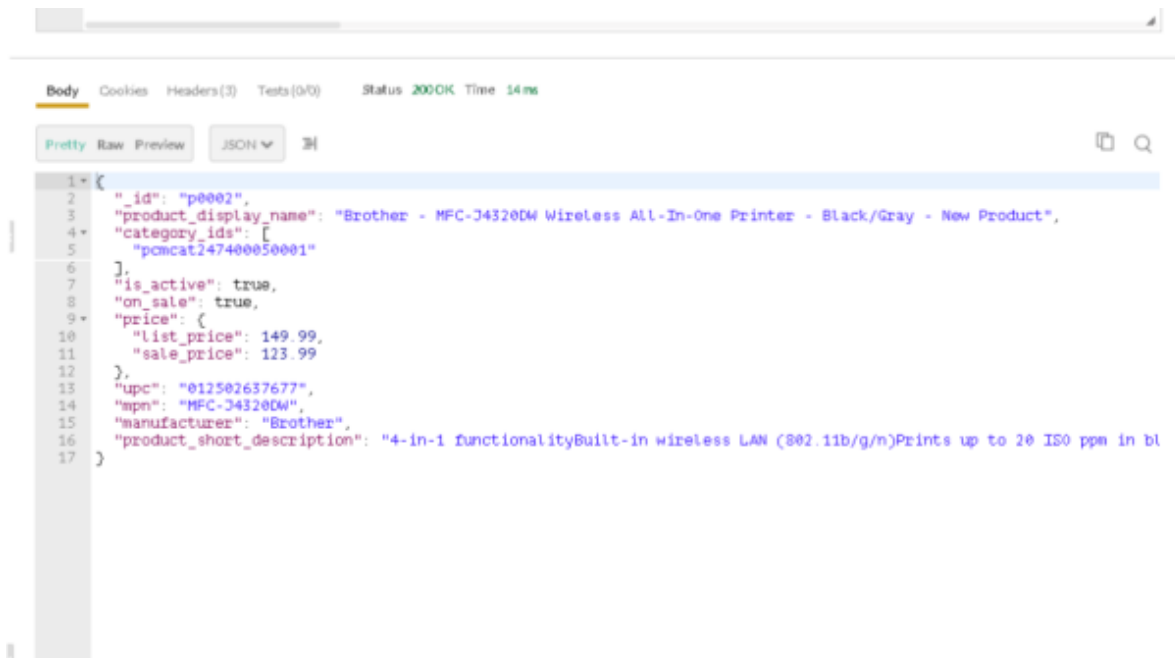 Body Cookies Headers (3) Tests (0/0) Status 200 OK Time 14 ms
Pretty Raw Preview JSON
1 {
2 "_id": "p0002",
3 "product_display_name": "Brother - MFC-J4320DW Wireless All-In-One Printer - Black/Gray - New Product",
4 "category_ids": [
5 "pcmcat247400050001"
6 ],
7 "is_active": true,
8 "on_sale": true,
9 "price": {
10 "list_price": 149.99,
11 "sale_price": 123.99
12 },
13 "upc": "012502637677",
14 "mpn": "MFC-J4320DW",
15 "manufacturer": "Brother",
16 "product_short_description": "4-in-1 functionalityBuilt-in wireless LAN (802.11b/g/n)Prints up to 20 ISO ppm in bl
17 }